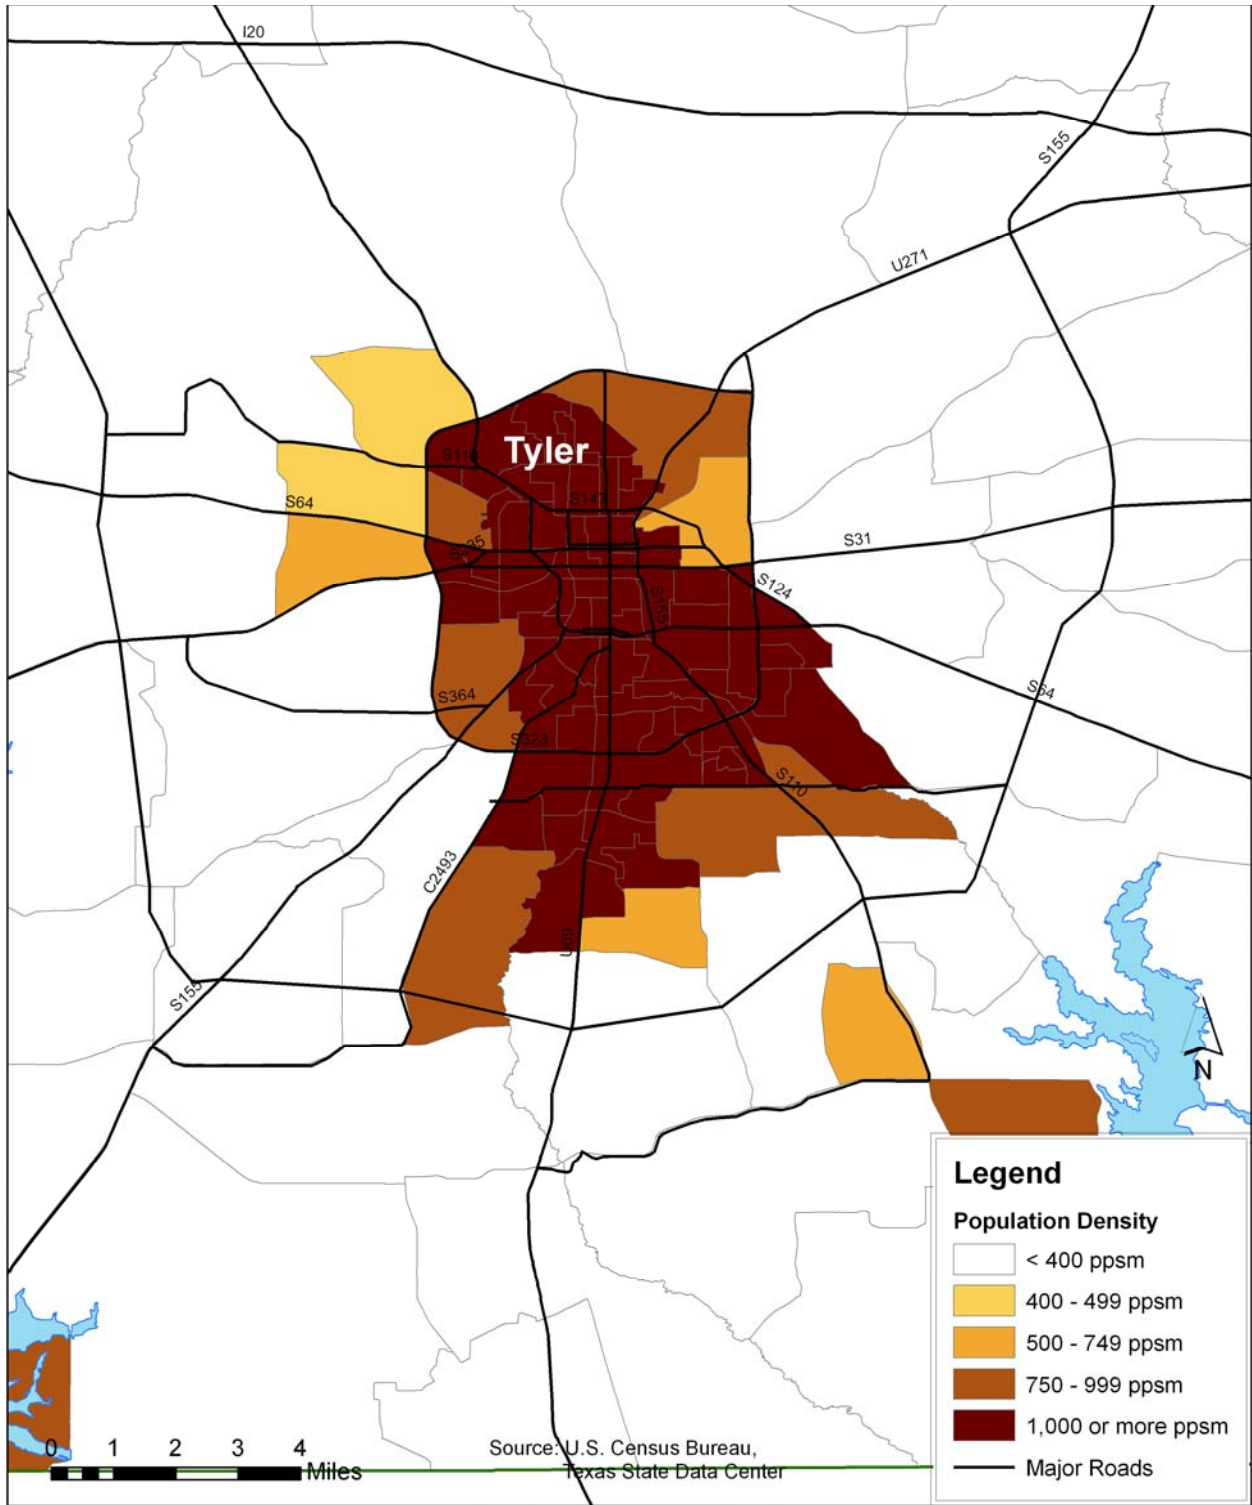 I20
S155
U271
Tyler
S110
S147
S64
S31
S124
S155
S64
S364
S323
S110
C2493
U69
S155
N
Legend
Population Density
< 400 ppsm
400 - 499 ppsm
500 - 749 ppsm
750 - 999 ppsm
1,000 or more ppsm
Major Roads
0 1 2 3 4
Miles
Source: U.S. Census Bureau,
Texas State Data Center